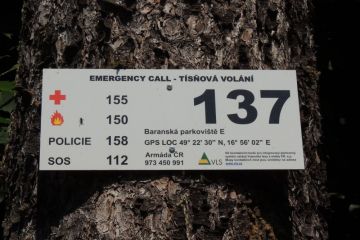 EMERGENCY CALL - TÍSŇOVÁ VOLÁNÍ
155
150
POLICIE 158
SOS 112
137
Baranská parkoviště E
GPS LOC 49° 22' 30" N, 16° 56' 02" E
Armáda ČR
973 450 991
VLS